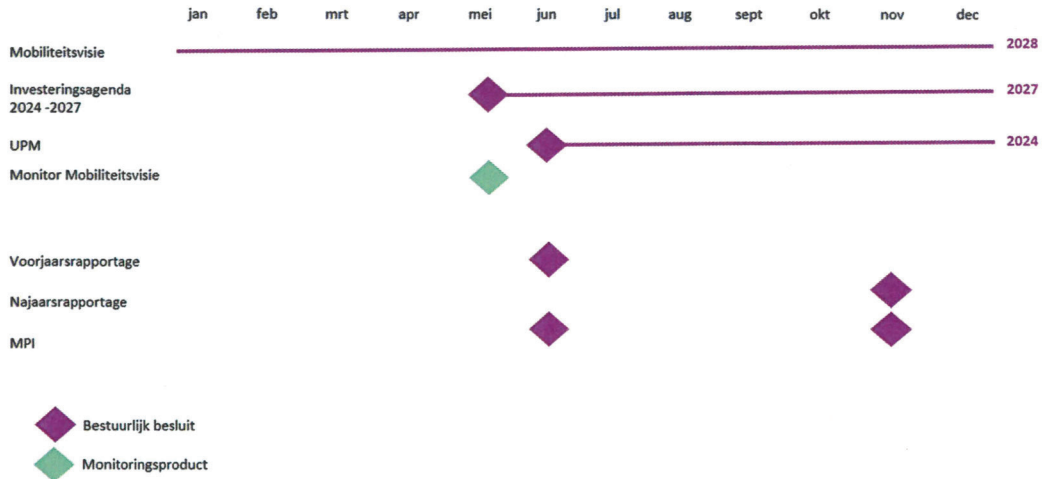 jan feb mrt apr mei jun jul aug sept okt nov dec
Mobiliteitsvisie 2028
Investeringsagenda 2027
2024 -2027
UPM 2024
Monitor Mobiliteitsvisie
Voorjaarsrapportage
Najaarsrapportage
MPI
Bestuurlijk besluit
Monitoringsproduct